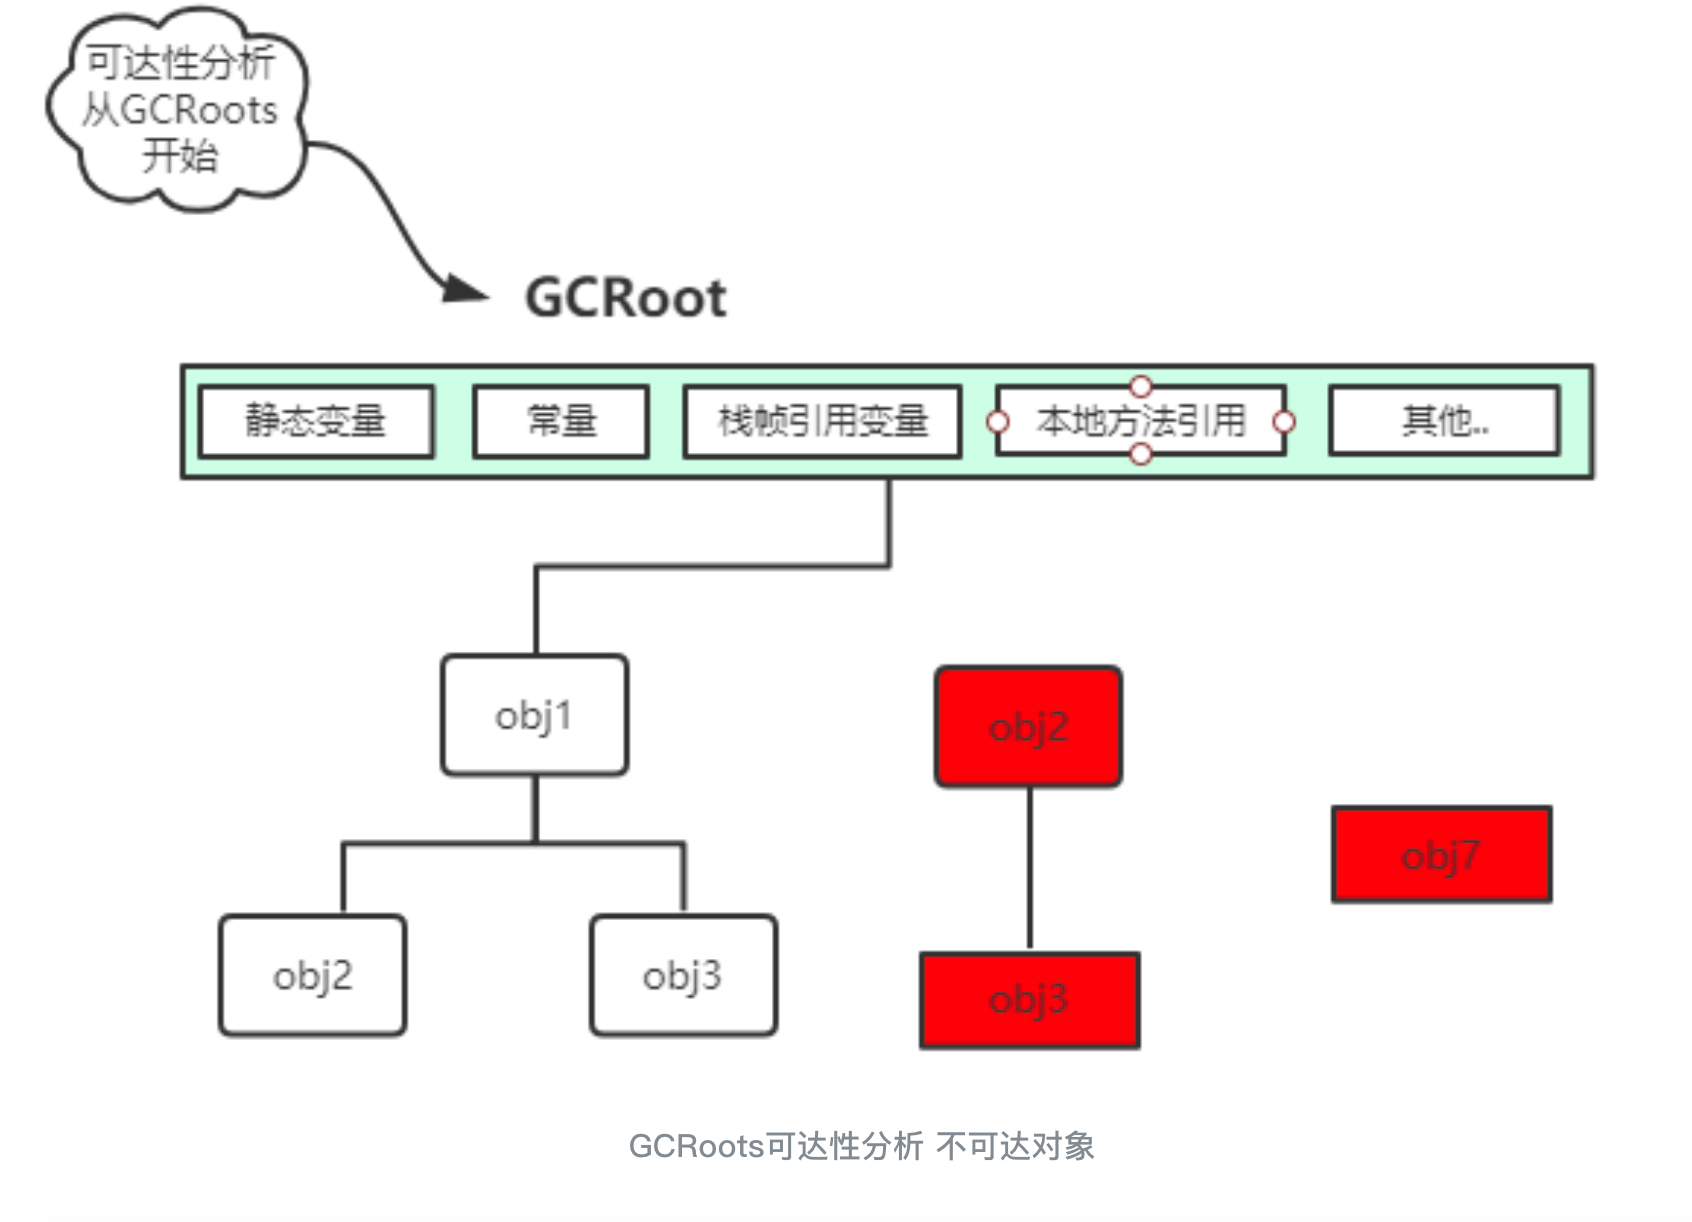 可达性分析
从GCRoots
开始
GCRoot
静态变量
常量
栈帧引用变量
本地方法引用
其他..
obj1
obj2
obj7
obj2
obj3
obj3
GCRoots可达性分析 不可达对象